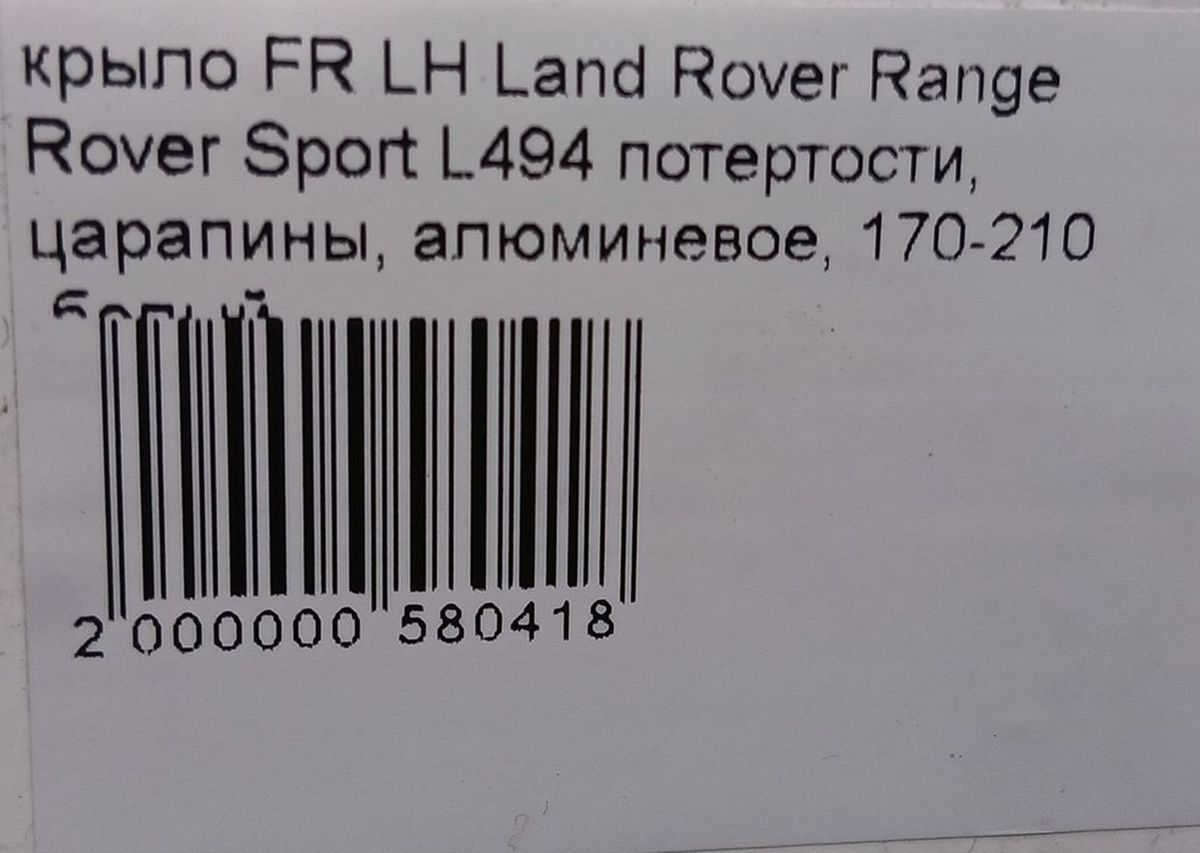 крыло FR LH Land Rover Range
Rover Sport L494 потертости,
царапины, алюминевое, 170-210
2 000000 580418